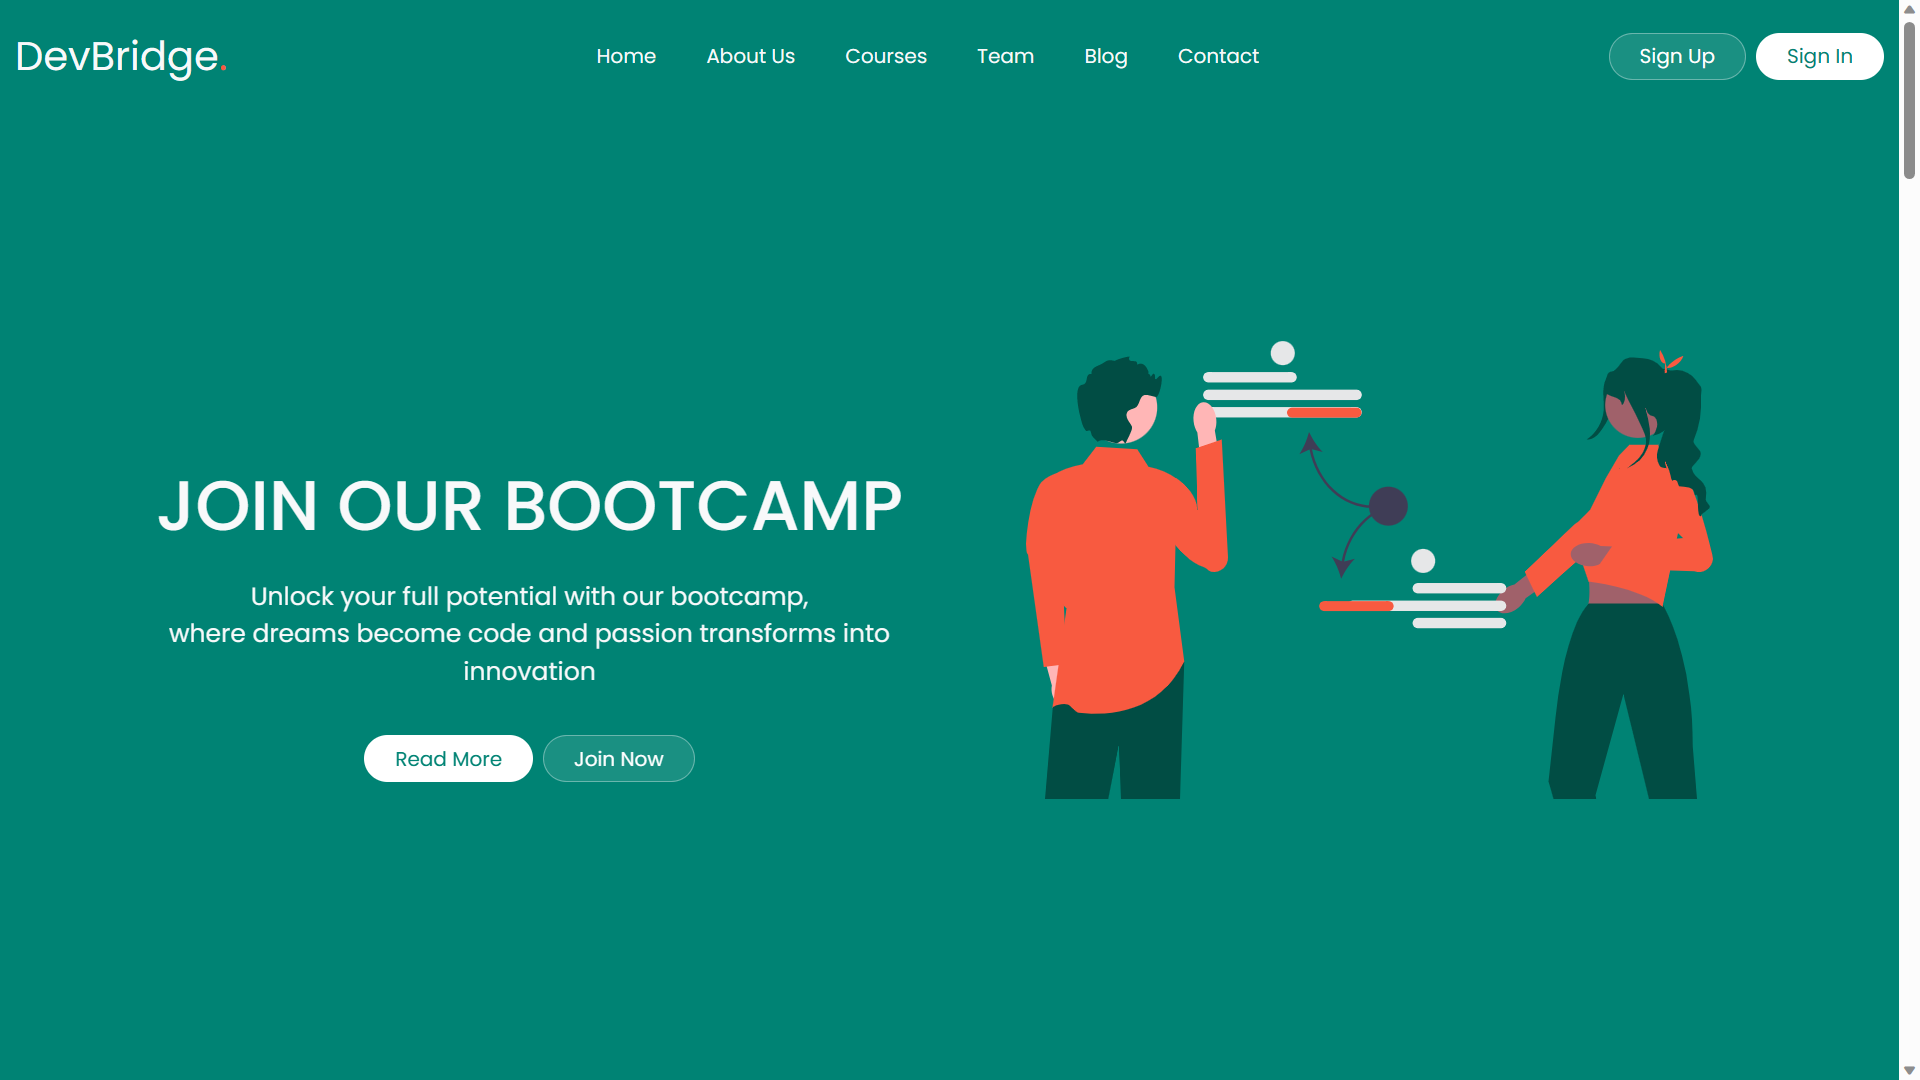 DevBridge.
Home About Us Courses Team Blog Contact
Sign Up Sign In
JOIN OUR BOOTCAMP
Unlock your full potential with our bootcamp,
where dreams become code and passion transforms into
innovation
Read More Join Now